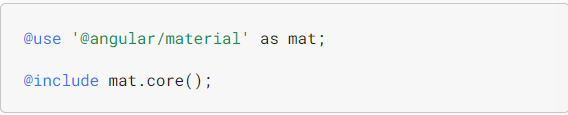 @use '@angular/material' as mat;
@include mat.core();